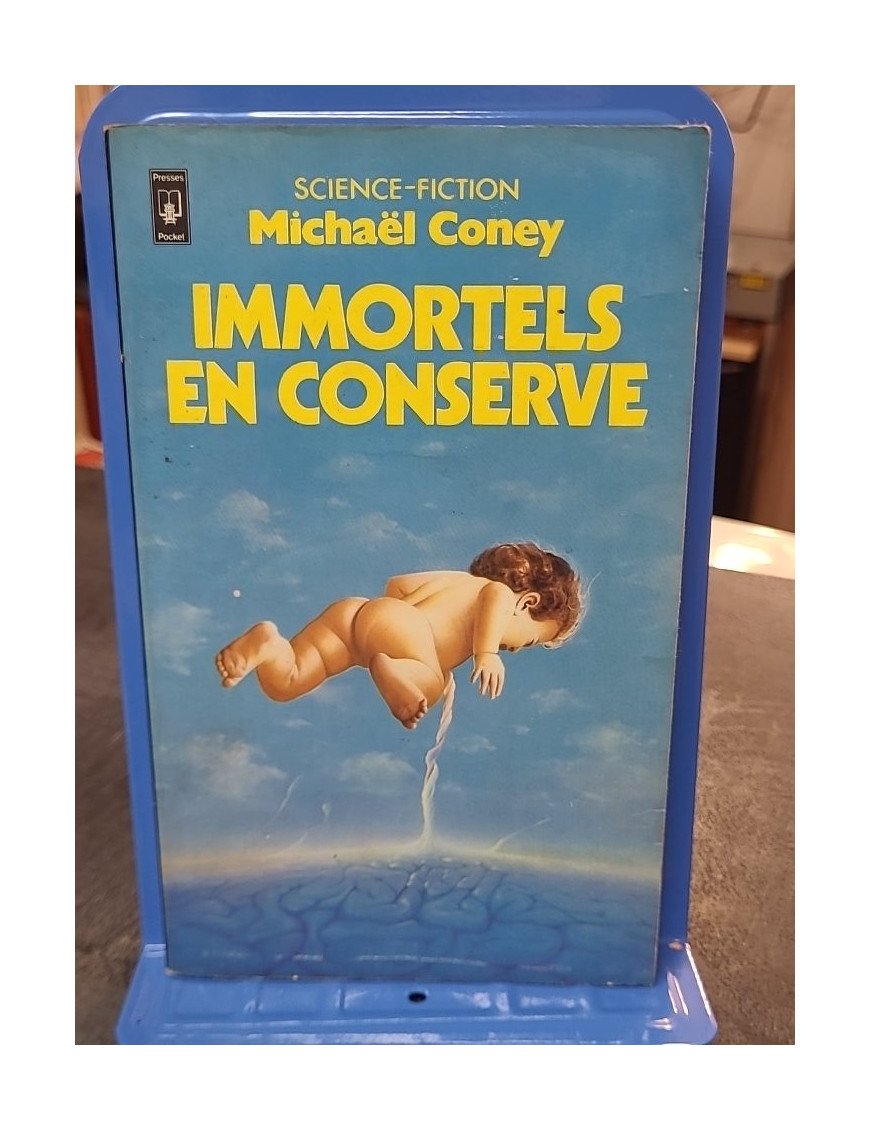 Presses
Pocket
SCIENCE-FICTION
Michaël Coney
IMMORTELS
EN CONSERVE